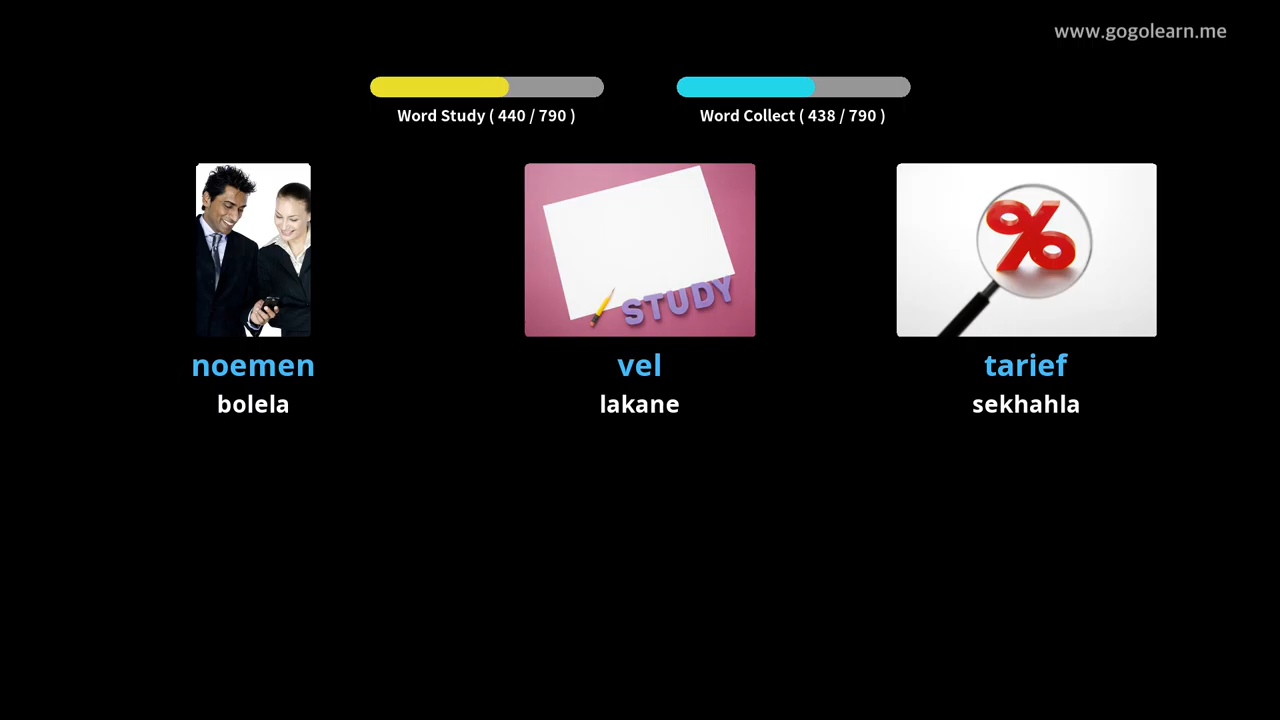 www.gogolearn.me
Word Study ( 440 / 790 )
Word Collect ( 438 / 790 )
STUDY
noemen
vel
tarief
bolela
lakane
sekhahla
%